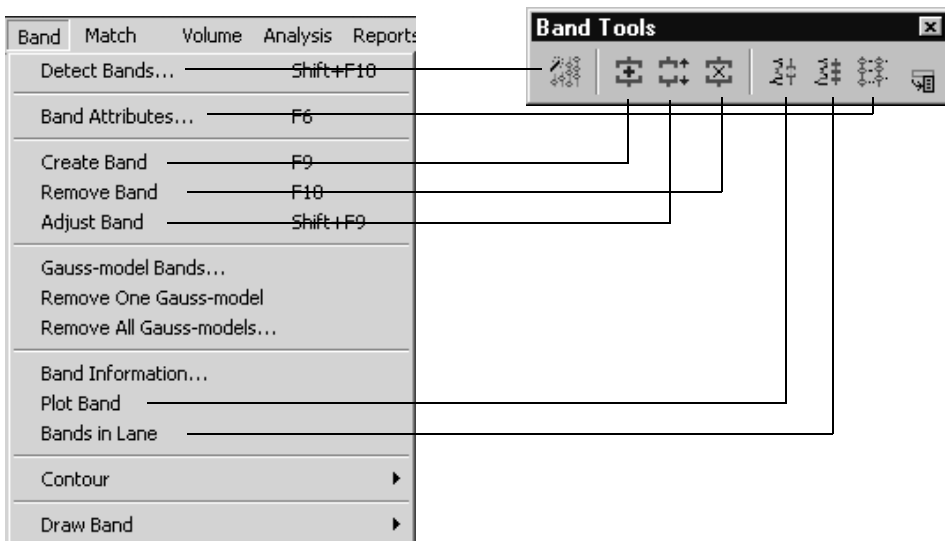 Band Match Volume Analysis Reports
Detect Bands... Shift+F10
Band Attributes... F6
Create Band F9
Remove Band F10
Adjust Band Shift+F9
Gauss-model Bands...
Remove One Gauss-model
Remove All Gauss-models...
Band Information...
Plot Band
Bands in Lane
Contour
Draw Band
Band Tools